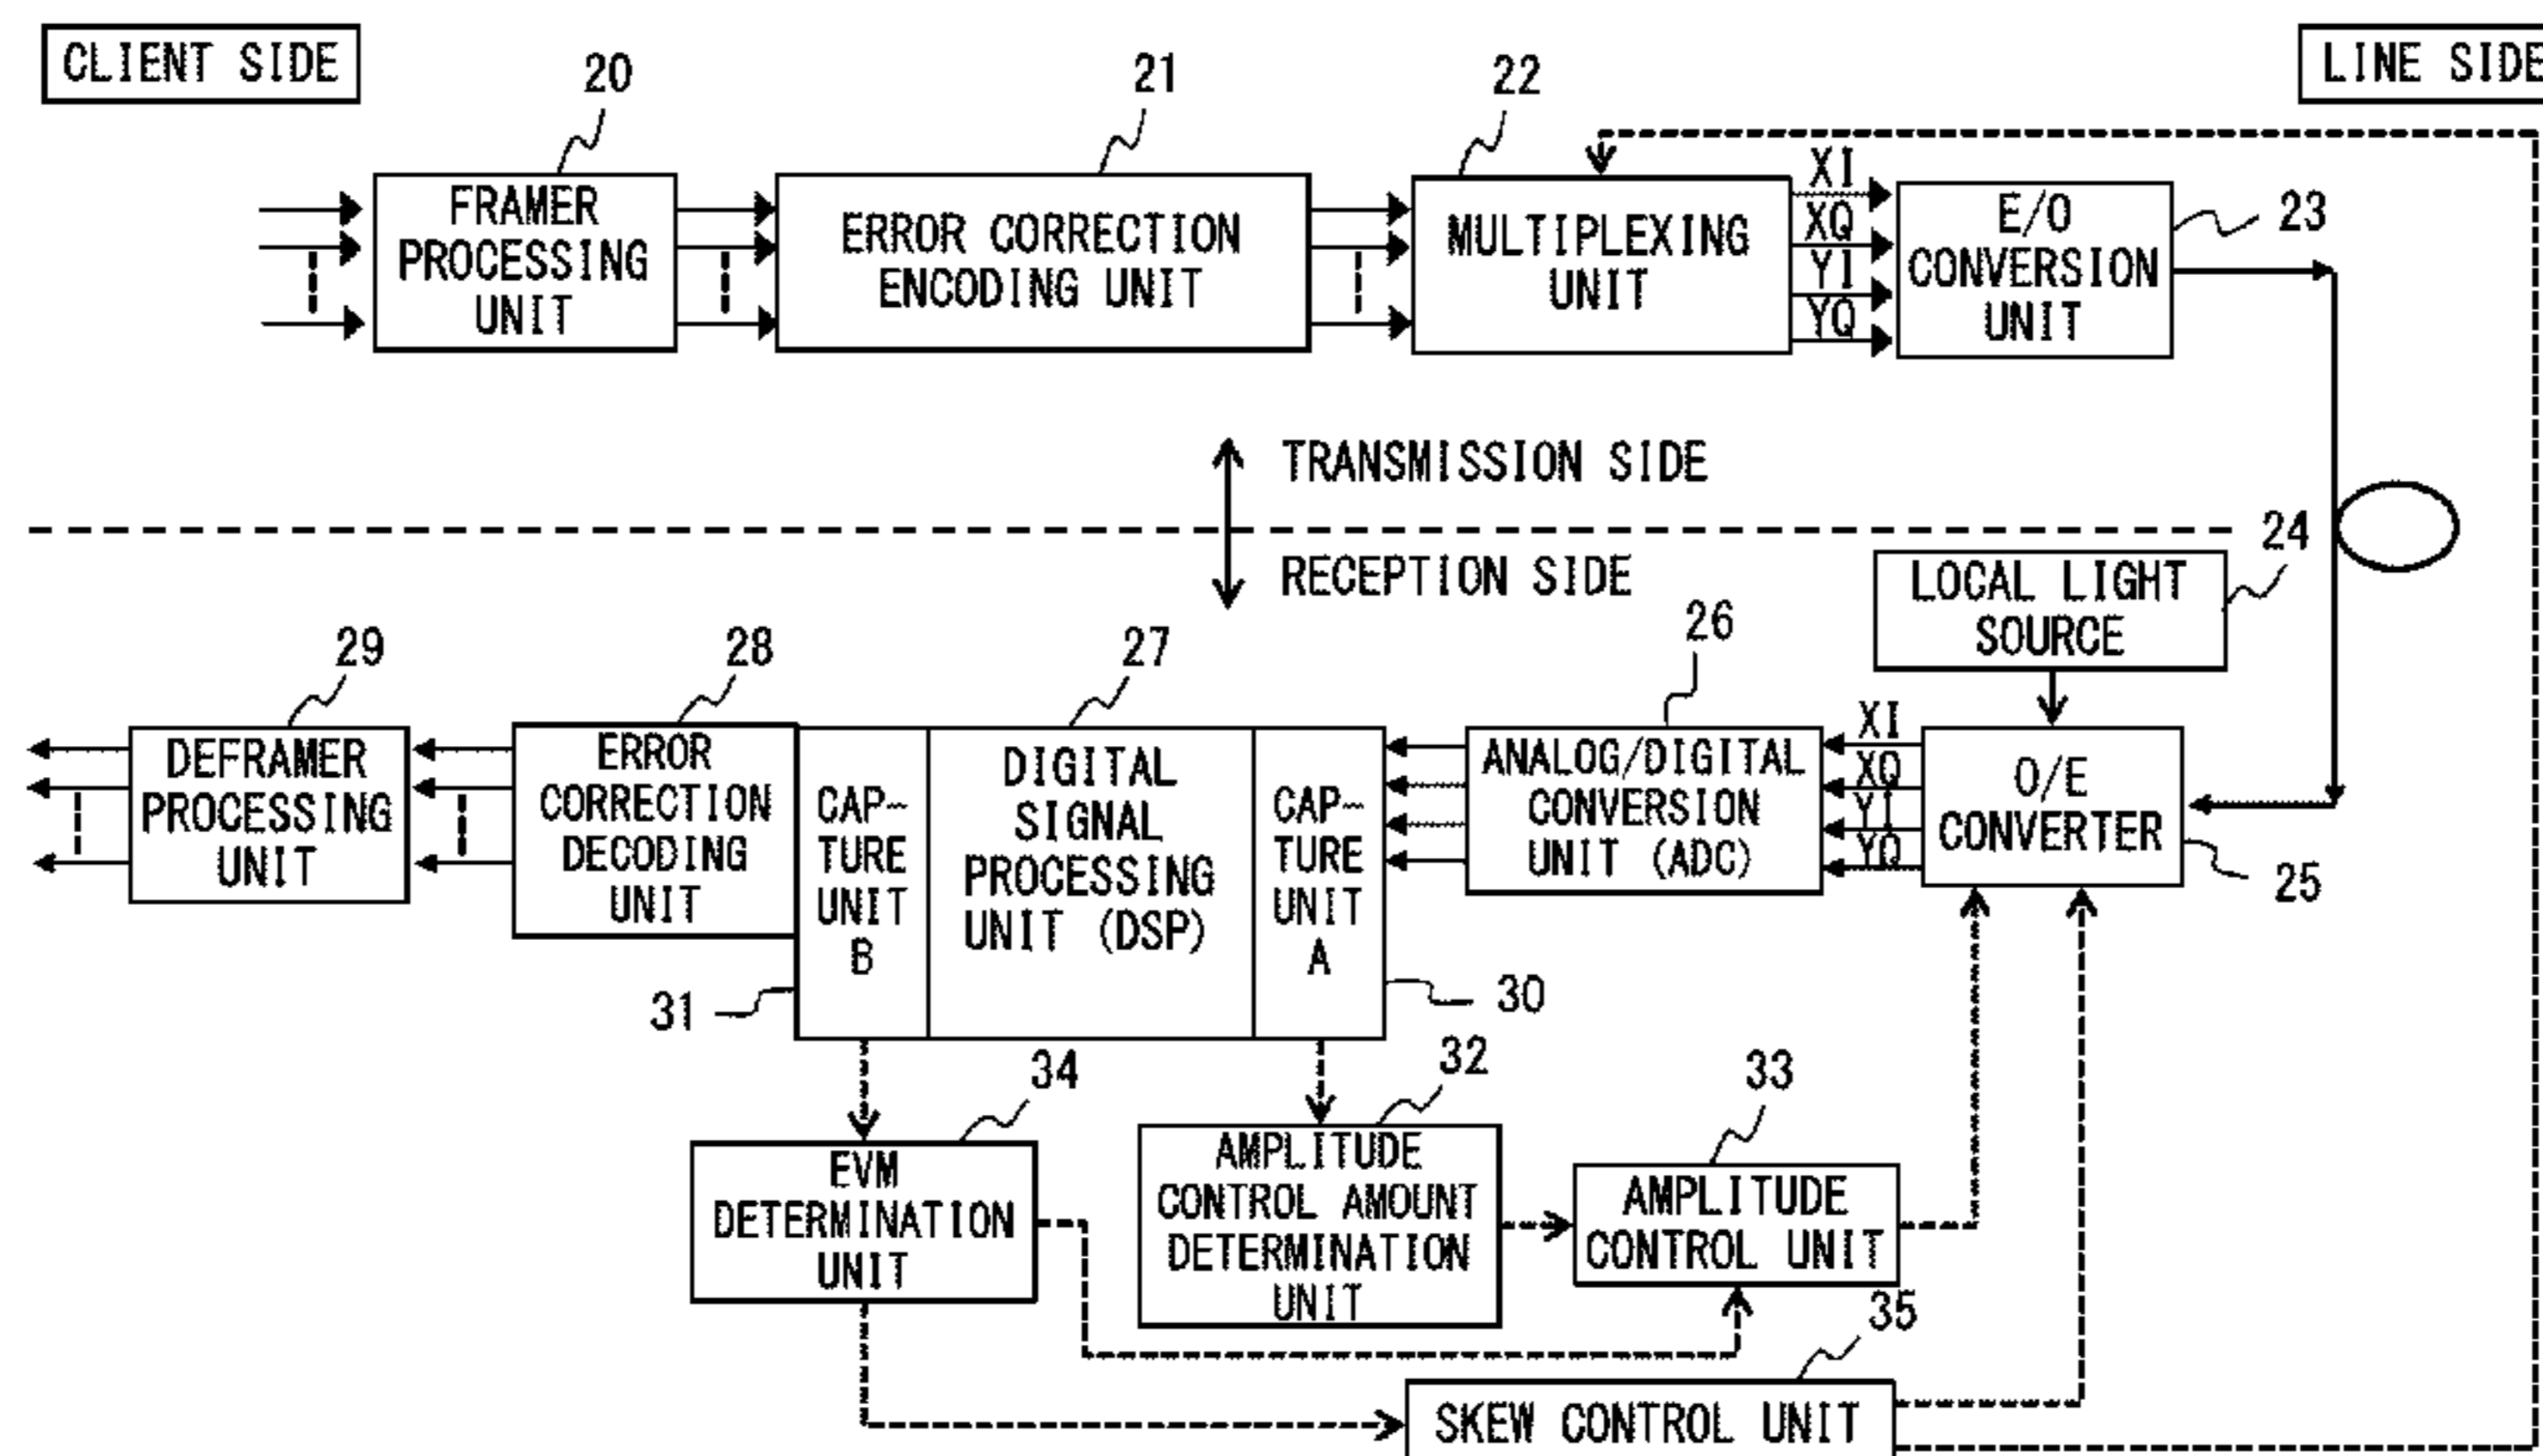 CLIENT SIDE
LINE SIDE
20
21
22
FRAMER
PROCESSING
UNIT
ERROR CORRECTION
ENCODING UNIT
MULTIPLEXING
UNIT
XI
XQ
YI
YQ
E/O
CONVERSION
UNIT
23
TRANSMISSION SIDE
RECEPTION SIDE
24
LOCAL LIGHT
SOURCE
29
28
27
26
DEFRAMER
PROCESSING
UNIT
ERROR
CORRECTION
DECODING
UNIT
CAP-
TURE
UNIT
B
DIGITAL
SIGNAL
PROCESSING
UNIT (DSP)
CAP-
TURE
UNIT
A
ANALOG/DIGITAL
CONVERSION
UNIT (ADC)
XI
XQ
YI
YQ
O/E
CONVERTER
25
31
30
34
32
33
EVM
DETERMINATION
UNIT
AMPLITUDE
CONTROL AMOUNT
DETERMINATION
UNIT
AMPLITUDE
CONTROL UNIT
35
SKEW CONTROL UNIT